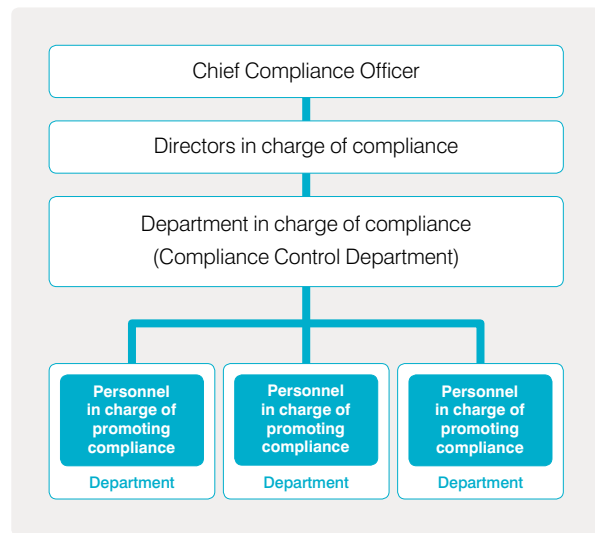 Chief Compliance Officer
Directors in charge of compliance
Department in charge of compliance
(Compliance Control Department)
Personnel
in charge of
promoting
compliance
Department
Personnel
in charge of
promoting
compliance
Department
Personnel
in charge of
promoting
compliance
Department